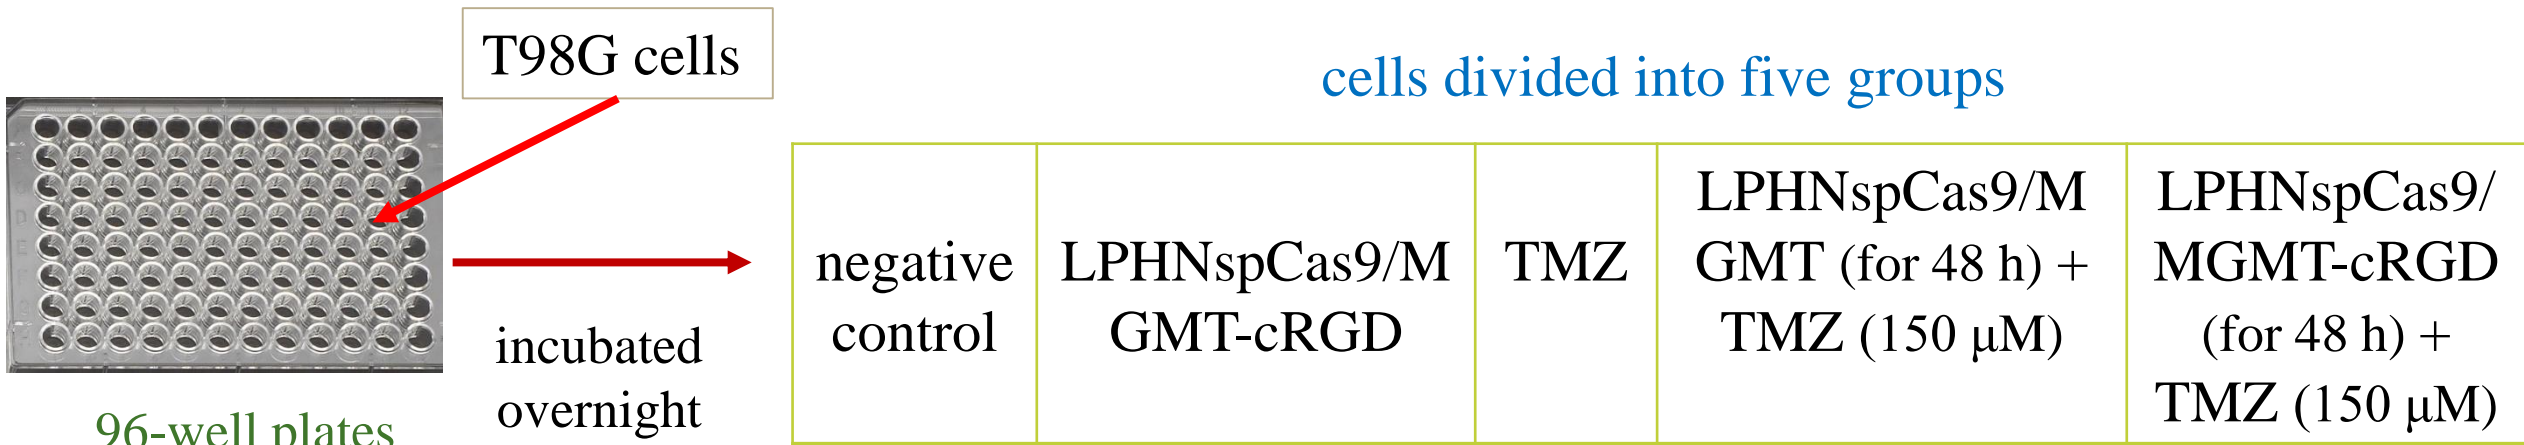 T98G cells
cells divided into five groups
96-well plates
incubated
overnight
negative
control
LPHNspCas9/M
GMT-cRGD
TMZ
LPHNspCas9/M
GMT (for 48 h) +
TMZ (150 μM)
LPHNspCas9/
MGMT-cRGD
(for 48 h) +
TMZ (150 μM)